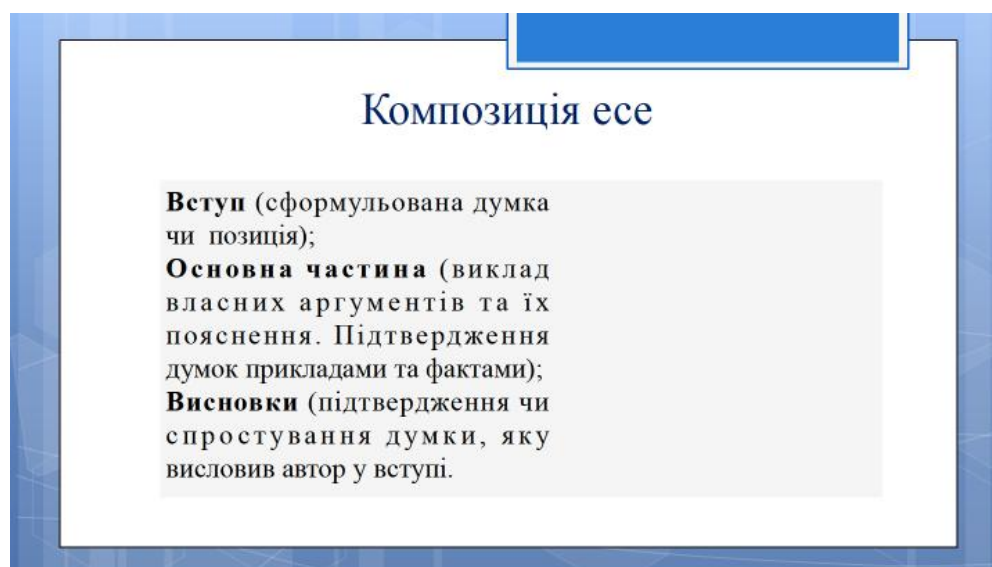 Композиція есе
Вступ (сформульована думка
чи позиція);
Основна частина (виклад
власних аргументів та їх
пояснення. Підтвердження
думок прикладами та фактами);
Висновки (підтвердження чи
спростування думки, яку
висловив автор у вступі.